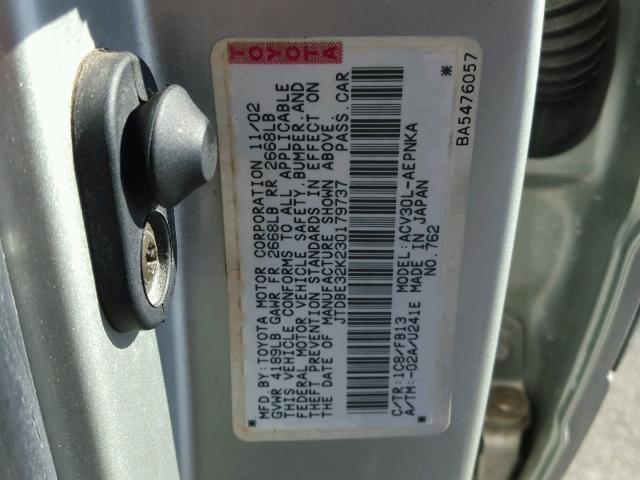 TOYOTA
MFD.BY:TOYOTA MOTOR CORPORATION 11/02
GVWR 4189LB GAWR FR 2668LB RR 2668LB
THIS VEHICLE CONFORMS TO ALL APPLICABLE
FEDERAL MOTOR VEHICLE SAFETY,BUMPER,AND
THEFT PREVENTION STANDARDS IN EFFECT ON
THE DATE OF MANUFACTURE SHOWN ABOVE.
JTDBE32K230179737 PASS.CAR
C/TR:1C8/FB13 MODEL:ACV30L-AEPNKA
A/TM:-02A/U241E MADE IN JAPAN
NO.762
* BA5476057 *